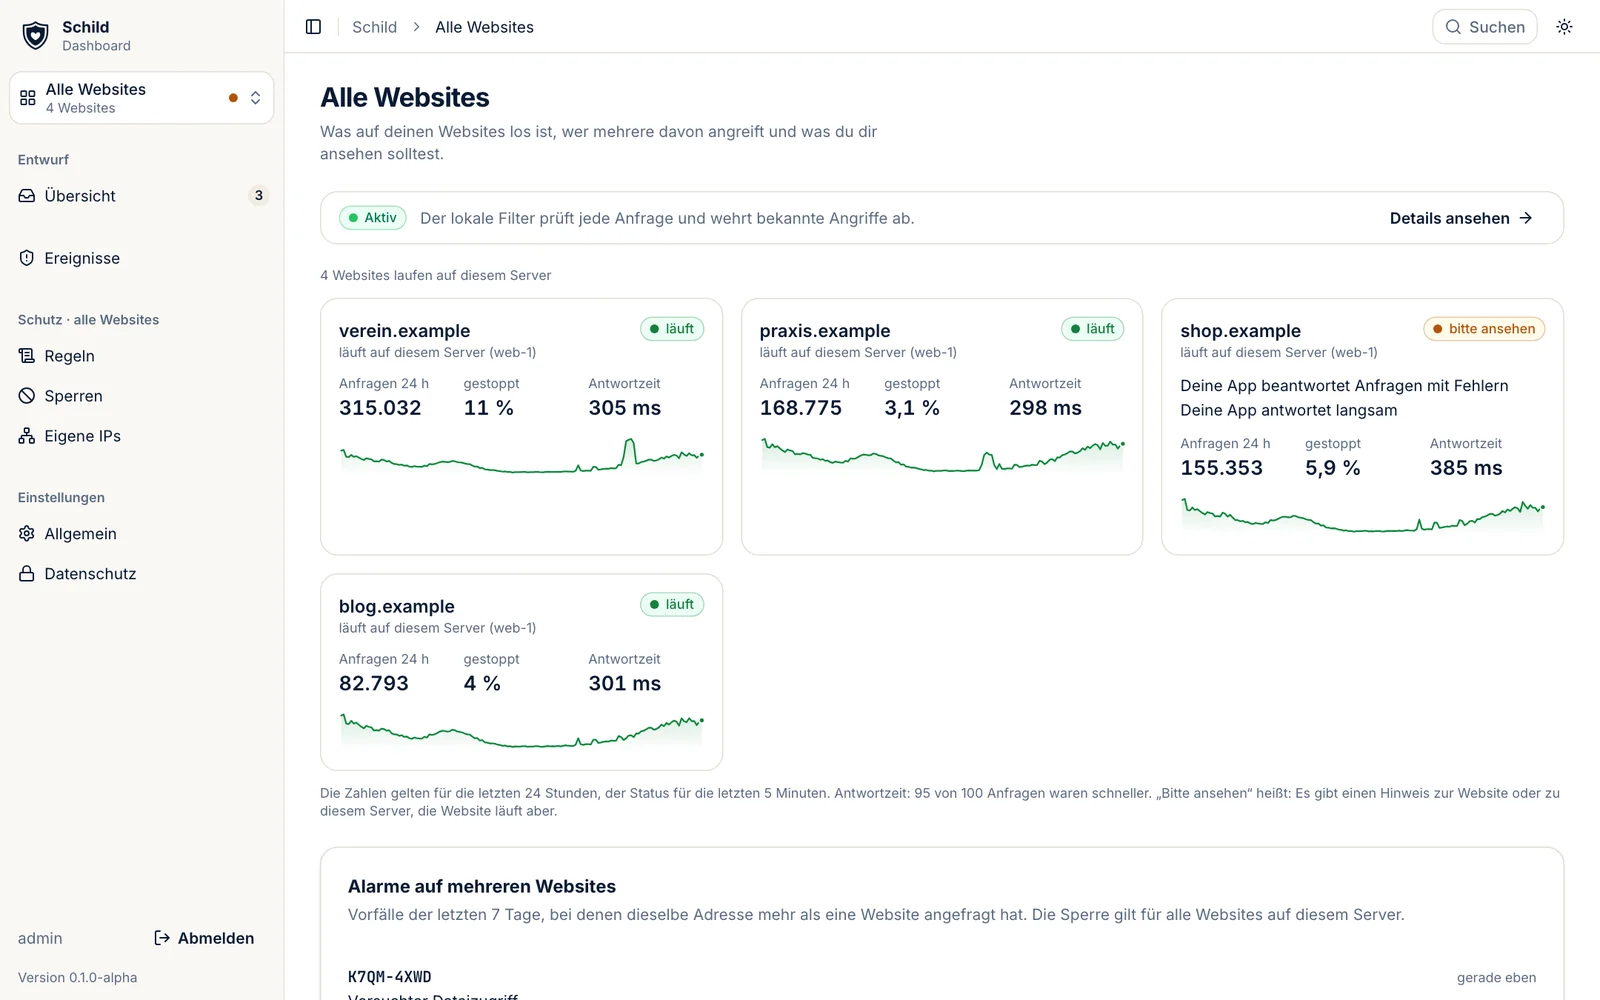 Schild
Dashboard
Alle Websites
4 Websites
Entwurf
Übersicht
3
Ereignisse
Schutz · alle Websites
Regeln
Sperren
Eigene IPs
Einstellungen
Allgemein
Datenschutz
admin
Abmelden
Version 0.1.0-alpha
Schild
Alle Websites
Suchen
Alle Websites
Was auf deinen Websites los ist, wer mehrere davon angreift und was du dir
ansehen solltest.
Aktiv
Der lokale Filter prüft jede Anfrage und wehrt bekannte Angriffe ab.
Details ansehen
4 Websites laufen auf diesem Server
verein.example
läuft
läuft auf diesem Server (web-1)
Anfragen 24 h gestoppt Antwortzeit
315.032 11 % 305 ms
praxis.example
läuft
läuft auf diesem Server (web-1)
Anfragen 24 h gestoppt Antwortzeit
168.775 3,1 % 298 ms
shop.example
bitte ansehen
läuft auf diesem Server (web-1)
Deine App beantwortet Anfragen mit Fehlern
Deine App antwortet langsam
Anfragen 24 h gestoppt Antwortzeit
155.353 5,9 % 385 ms
blog.example
läuft
läuft auf diesem Server (web-1)
Anfragen 24 h gestoppt Antwortzeit
82.793 4 % 301 ms
Die Zahlen gelten für die letzten 24 Stunden, der Status für die letzten 5 Minuten. Antwortzeit: 95 von 100 Anfragen waren schneller. „Bitte ansehen“ heißt: Es gibt einen Hinweis zur Website oder zu
diesem Server, die Website läuft aber.
Alarme auf mehreren Websites
Vorfälle der letzten 7 Tage, bei denen dieselbe Adresse mehr als eine Website angefragt hat. Die Sperre gilt für alle Websites auf diesem Server.
K7QM-4XWD
gerade eben
Versuchter Dateizugriff